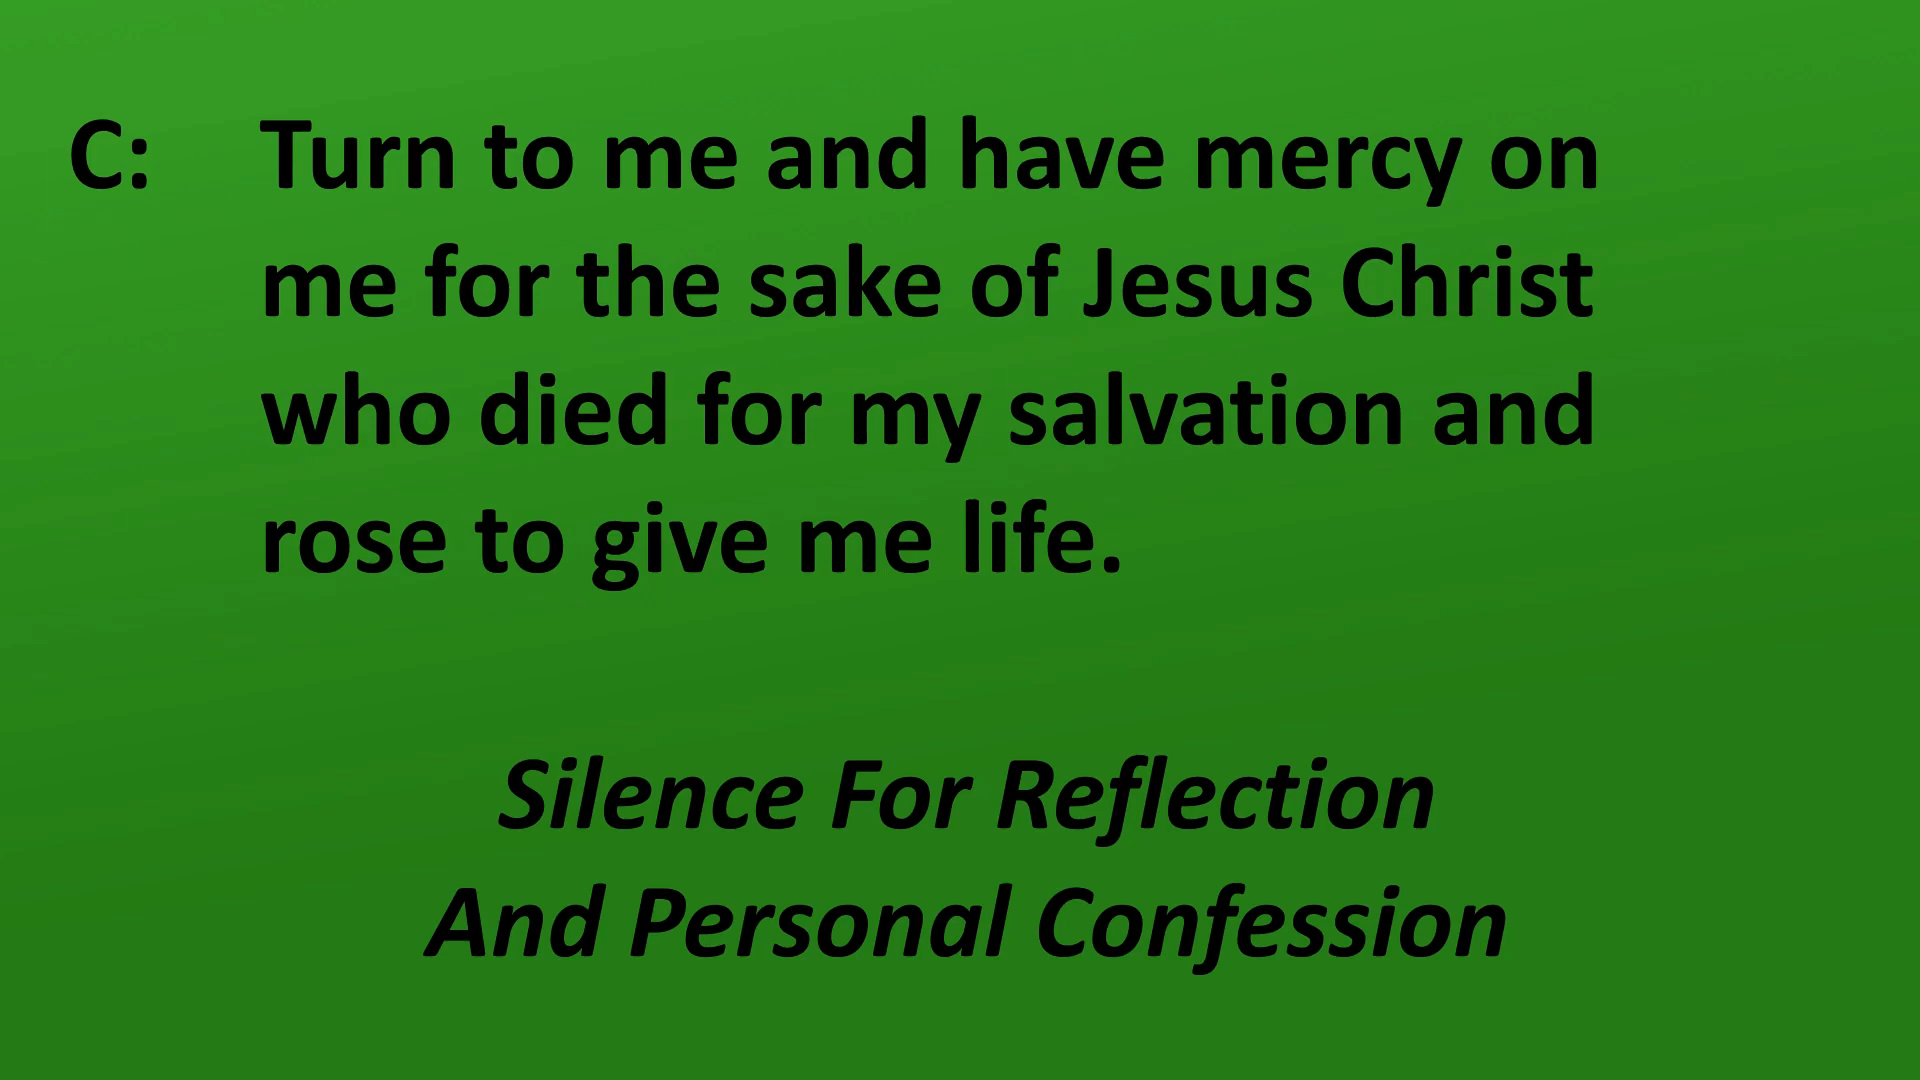 C: Turn to me and have mercy on
me for the sake of Jesus Christ
who died for my salvation and
rose to give me life.
Silence For Reflection
And Personal Confession